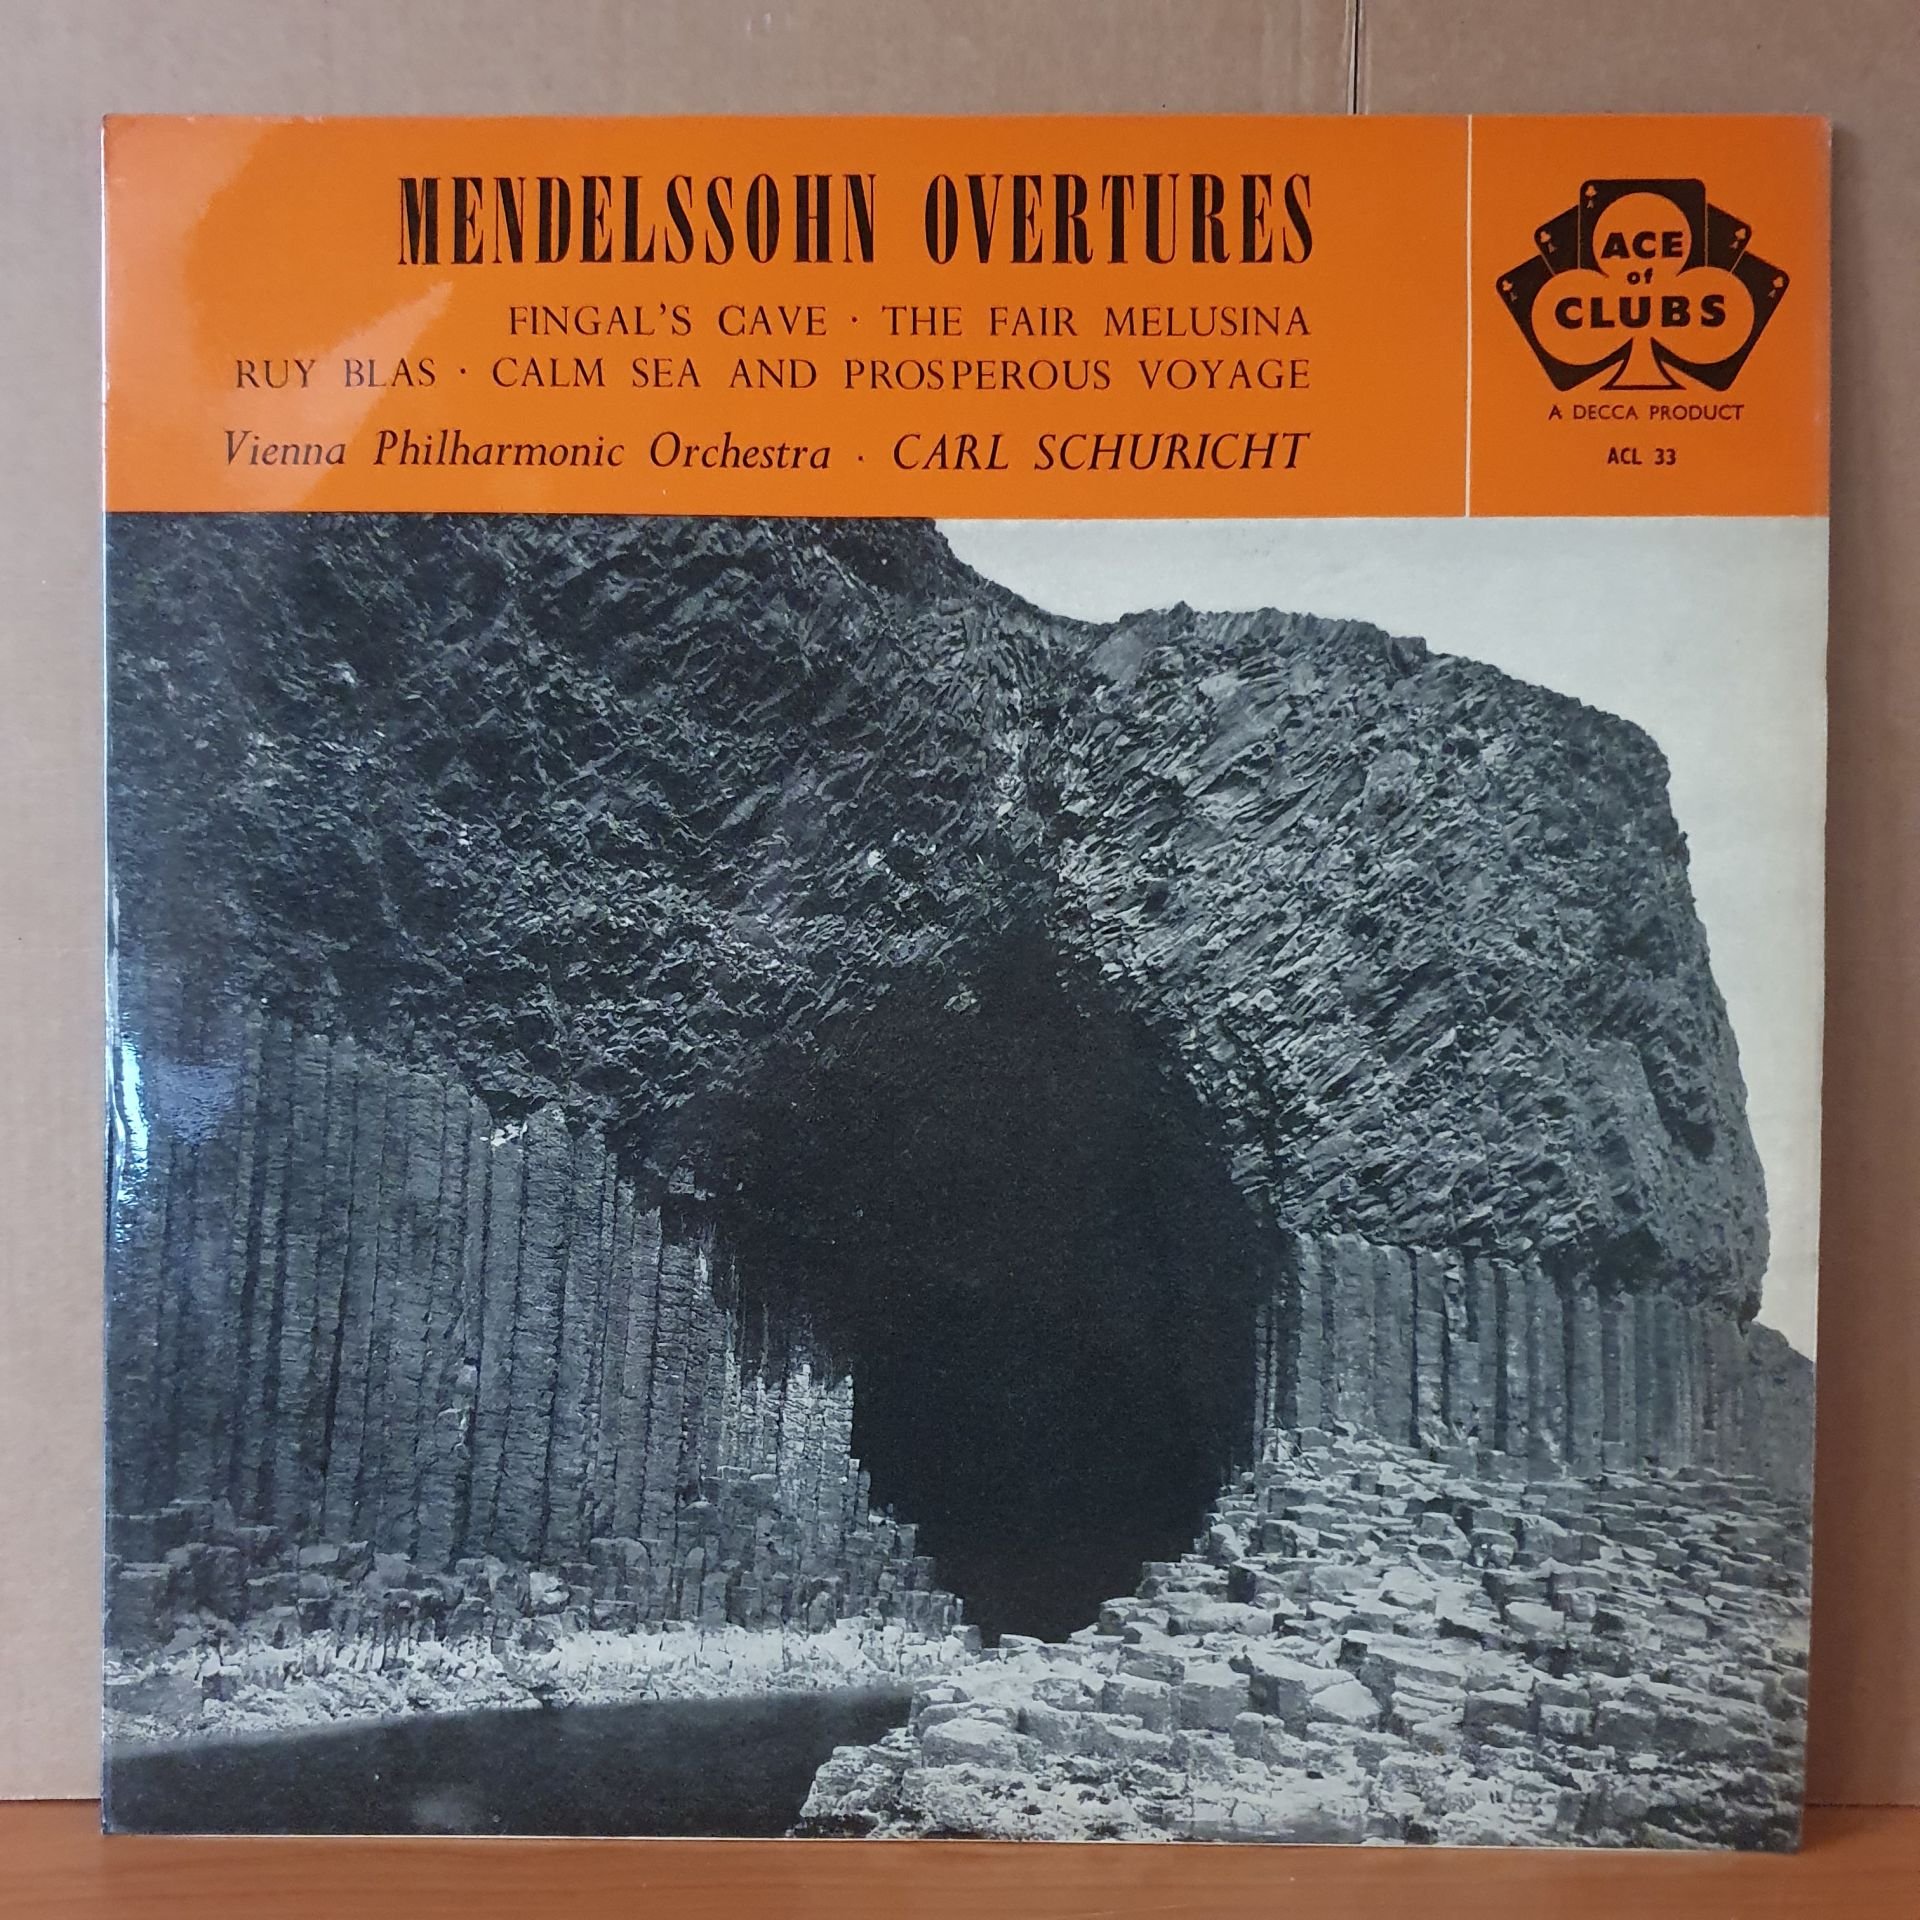 MENDELSSOHN OVERTURES
FINGAL'S CAVE · THE FAIR MELUSINA
RUY BLAS · CALM SEA AND PROSPEROUS VOYAGE
Vienna Philharmonic Orchestra · CARL SCHURICHT
ACE
of
CLUBS
A DECCA PRODUCT
ACL 33